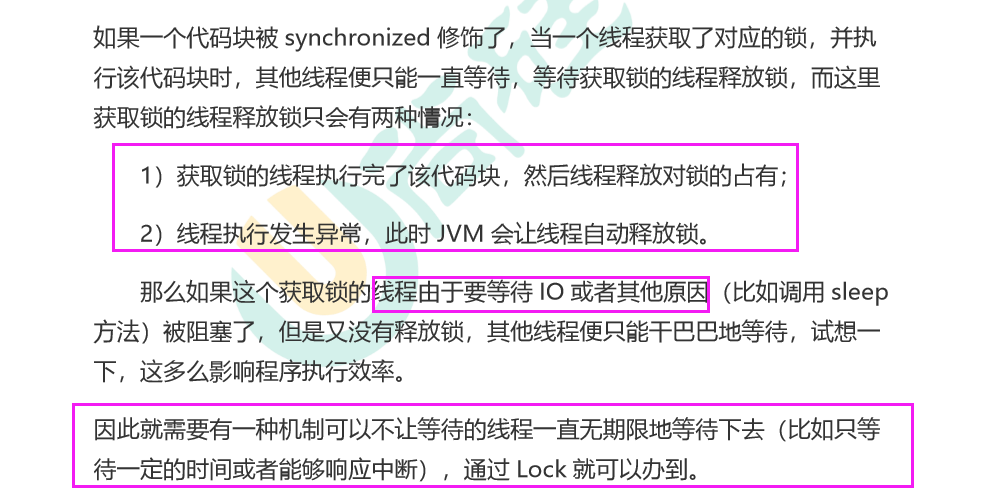 如果一个代码块被 synchronized 修饰了，当一个线程获取了对应的锁，并执
行该代码块时，其他线程便只能一直等待，等待获取锁的线程释放锁，而这里
获取锁的线程释放锁只会有两种情况：
1）获取锁的线程执行完了该代码块，然后线程释放对锁的占有；
2）线程执行发生异常，此时 JVM 会让线程自动释放锁。
那么如果这个获取锁的线程由于要等待 IO 或者其他原因（比如调用 sleep
方法）被阻塞了，但是又没有释放锁，其他线程便只能干巴巴地等待，试想一
下，这多么影响程序执行效率。
因此就需要有一种机制可以不让等待的线程一直无期限地等待下去（比如只等
待一定的时间或者能够响应中断），通过 Lock 就可以办到。